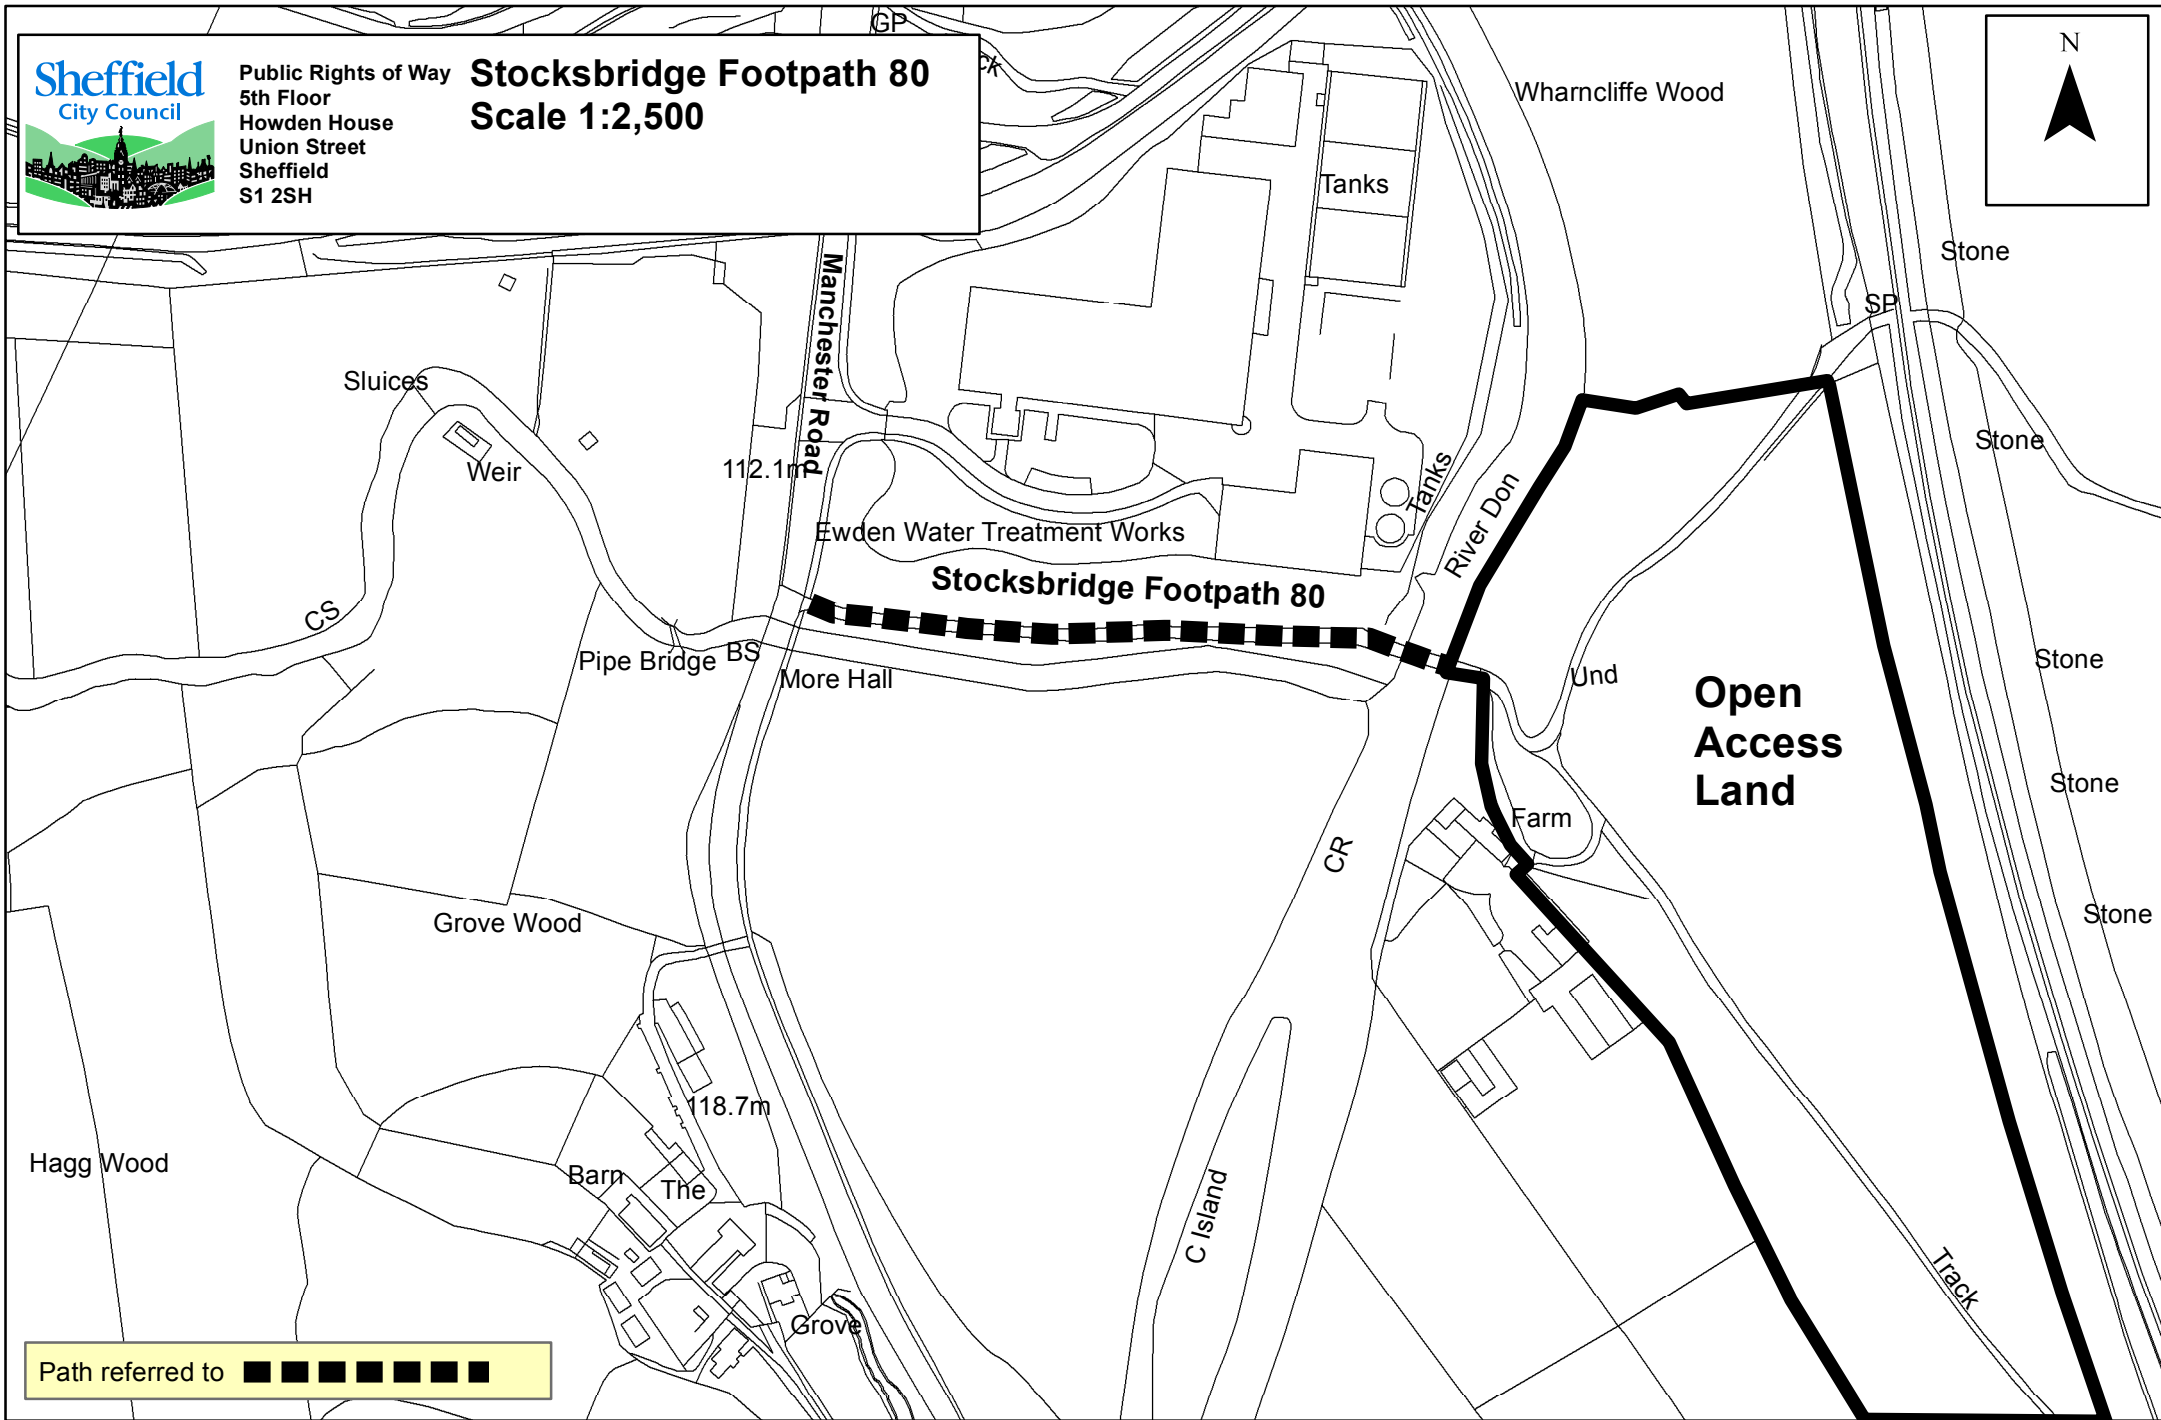 Sheffield
City Council
Public Rights of Way
5th Floor
Howden House
Union Street
Sheffield
S1 2SH
Stocksbridge Footpath 80
Scale 1:2,500
GP
ck
N
Wharncliffe Wood
Tanks
Stone
SP
Manchester Road
Sluices
Weir
Stone
112.1m
Tanks
River Don
Ewden Water Treatment Works
Stocksbridge Footpath 80
CS
Pipe Bridge
BS
More Hall
Und
Stone
Open
Access
Land
Stone
Farm
CR
Stone
Grove Wood
118.7m
Hagg Wood
Barn
The
C Island
Track
Grove
Path referred to